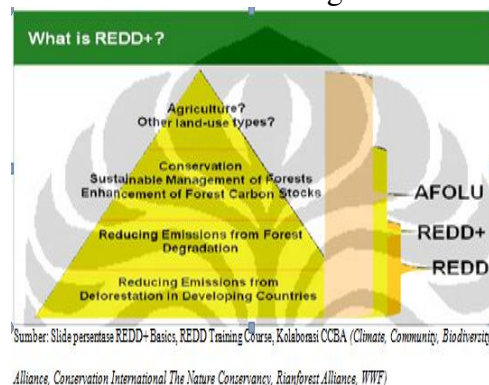 What is REDD+?
Agriculture?
Other land-use types?
Conservation
Sustainable Management of Forests
Enhancement of Forest Carbon Stocks
Reducing Emissions from Forest
Degradation
Reducing Emissions from
Deforestation in Developing Countries
AFOLU
REDD+
REDD
Sumber: Slide persentase REDD+ Basics, REDD Training Course, Kolaborasi CCBA (Climate, Community, Biodiversity
Alliance, Conservation International The Nature Conservancy, Rianforest Alliance, WWF)